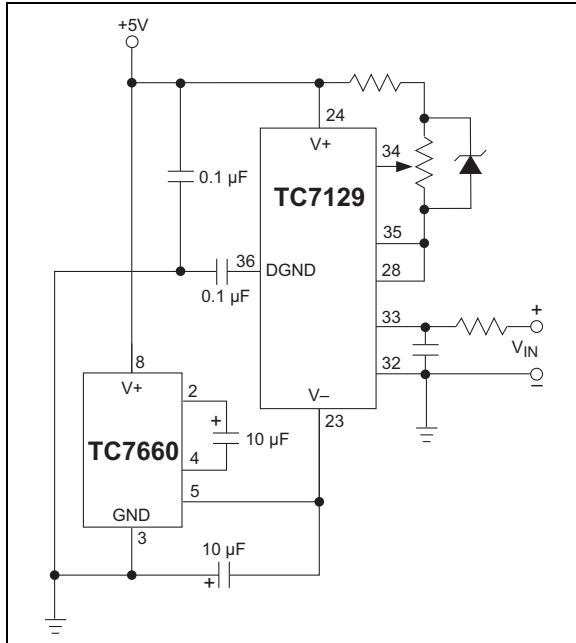 +5V
24
V+
34
0.1 µF
TC7129
35
36
DGND
28
0.1 µF
33
+
VIN
8
32
V+
–
2
V–
23
+
10 µF
TC7660
4
5
GND
3
10 µF
+